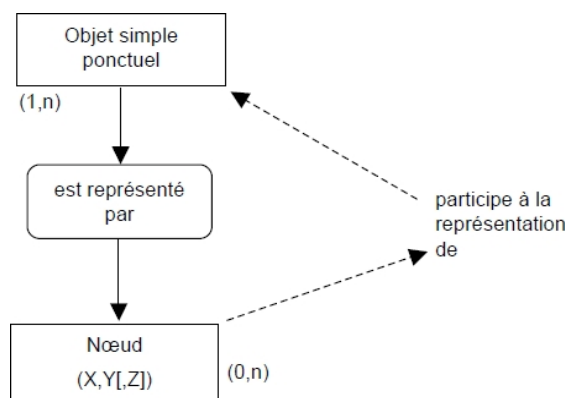 Objet simple
ponctuel
(1,n)
est représenté
par
participe à la
représentation
de
Nœud
(X,Y[,Z])
(0,n)